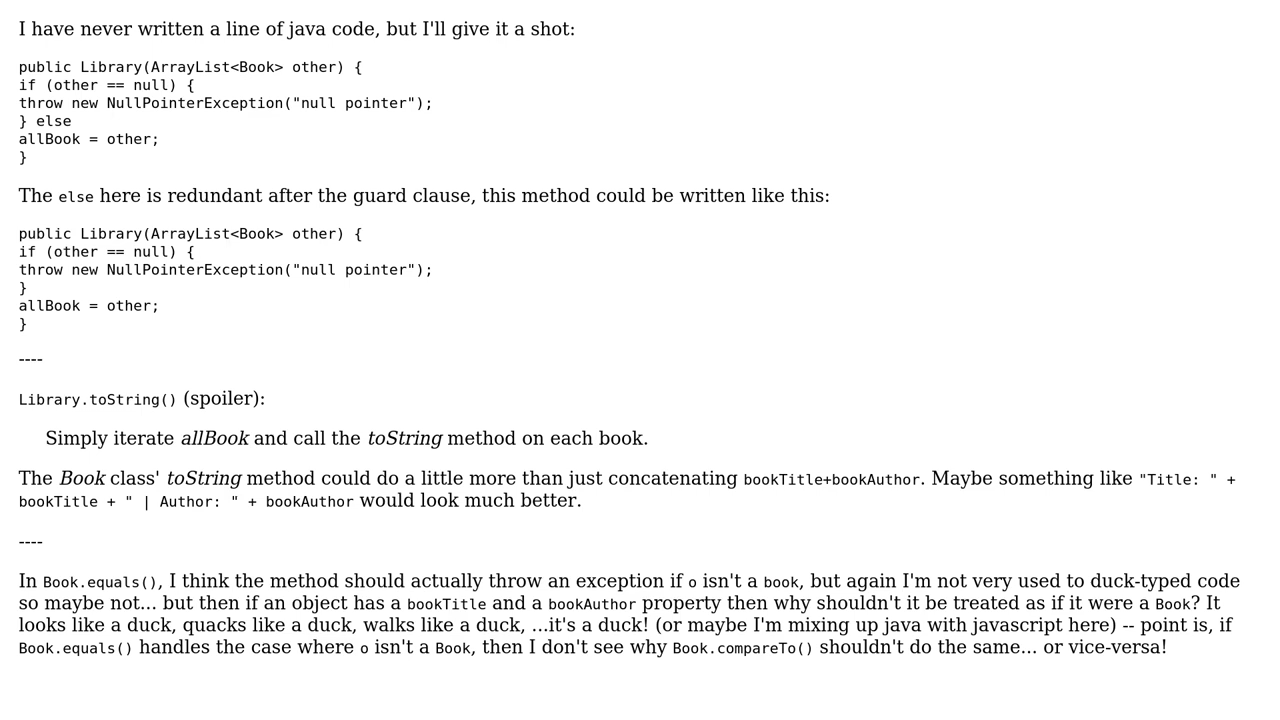 I have never written a line of java code, but I'll give it a shot:
public Library(ArrayList<Book> other) {
if (other == null) {
throw new NullPointerException("null pointer");
} else
allBook = other;
}
The else here is redundant after the guard clause, this method could be written like this:
public Library(ArrayList<Book> other) {
if (other == null) {
throw new NullPointerException("null pointer");
}
allBook = other;
}
----
Library.toString() (spoiler):
Simply iterate allBook and call the toString method on each book.
The Book class' toString method could do a little more than just concatenating bookTitle+bookAuthor. Maybe something like "Title: " +
bookTitle + " | Author: " + bookAuthor would look much better.
----
In Book.equals(), I think the method should actually throw an exception if o isn't a book, but again I'm not very used to duck-typed code
so maybe not... but then if an object has a bookTitle and a bookAuthor property then why shouldn't it be treated as if it were a Book? It
looks like a duck, quacks like a duck, walks like a duck, ...it's a duck! (or maybe I'm mixing up java with javascript here) -- point is, if
Book.equals() handles the case where o isn't a Book, then I don't see why Book.compareTo() shouldn't do the same... or vice-versa!